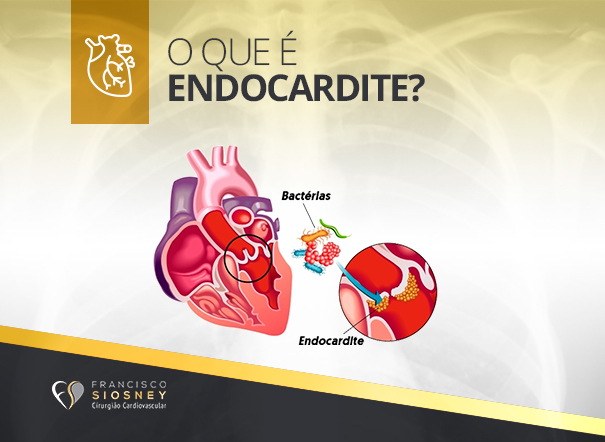 O QUE É
ENDOCARDITE?
Bactérias
Endocardite
FRANCISCO
SIOSNEY
Cirurgião Cardiovascular